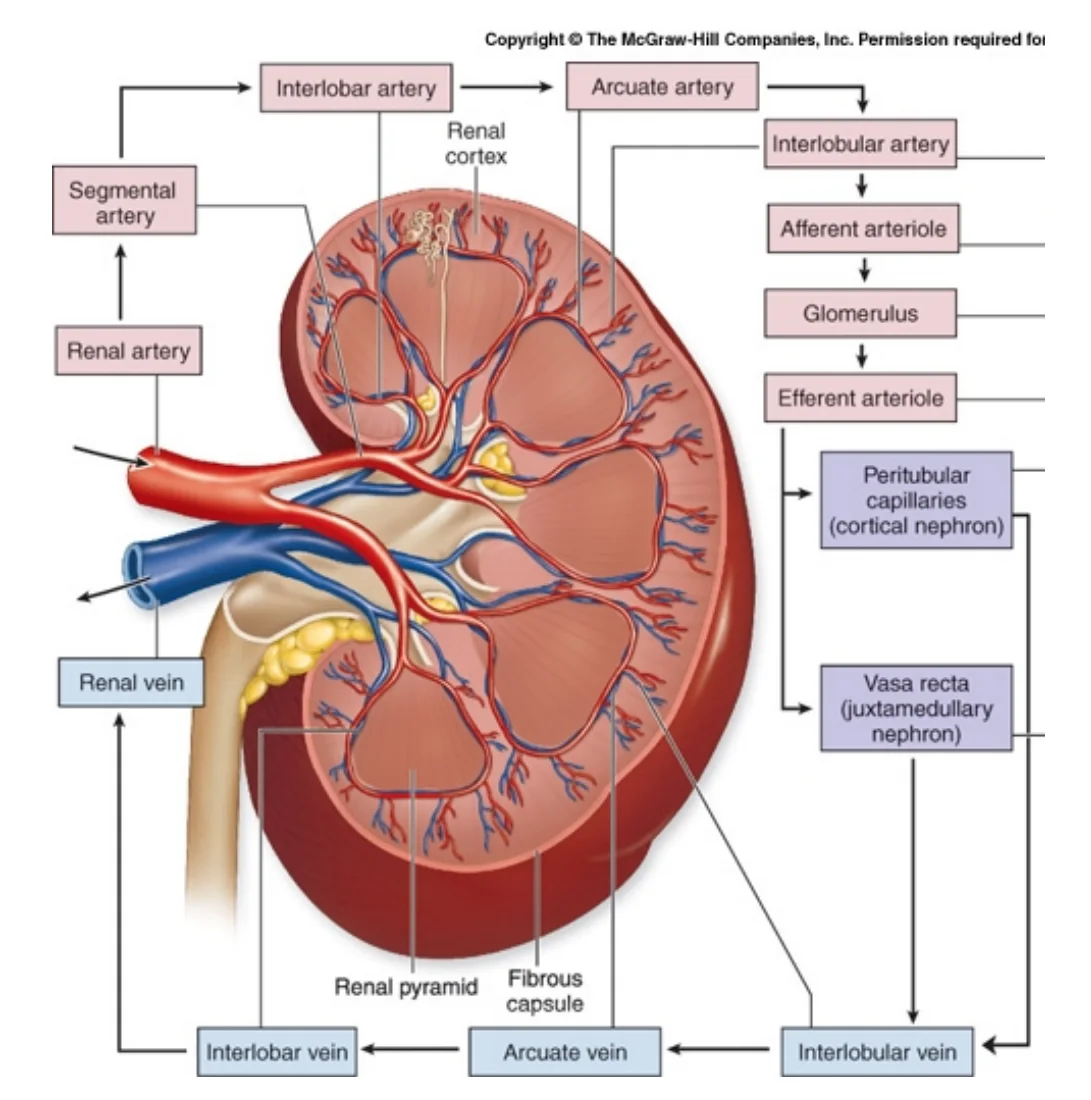 Copyright © The McGraw-Hill Companies, Inc. Permission required for
Interlobar artery
Arcuate artery
Renal
cortex
Interlobular artery
Segmental
artery
Afferent arteriole
Glomerulus
Renal artery
Efferent arteriole
Peritubular
capillaries
(cortical nephron)
Renal vein
Vasa recta
(juxtamedullary
nephron)
Renal pyramid
Fibrous
capsule
Interlobar vein
Arcuate vein
Interlobular vein